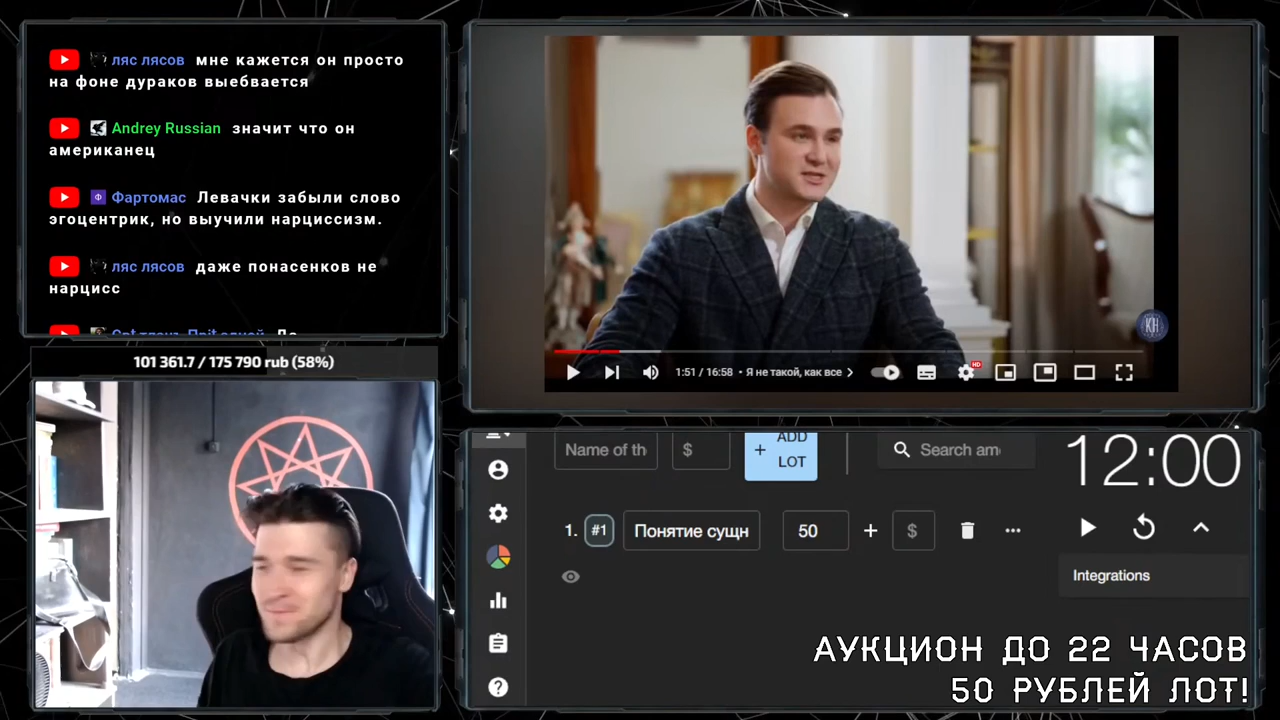 ляс лясов мне кажется он просто
на фоне дураков выебвается
Andrey Russian значит что он
американец
Фартомас Левачки забыли слово
эгоцентрик, но выучили нарциссизм.
ляс лясов даже понасенков не
нарцисс
101 361.7 / 175 790 rub (58%)
КН
1:51 / 16:58 • Я не такой, как все
HD
Name of th
$
+ ADD
LOT
Search am
12:00
1. #1 Понятие сущн 50 + $
Integrations
АУКЦИОН ДО 22 ЧАСОВ
50 РУБЛЕЙ ЛОТ!